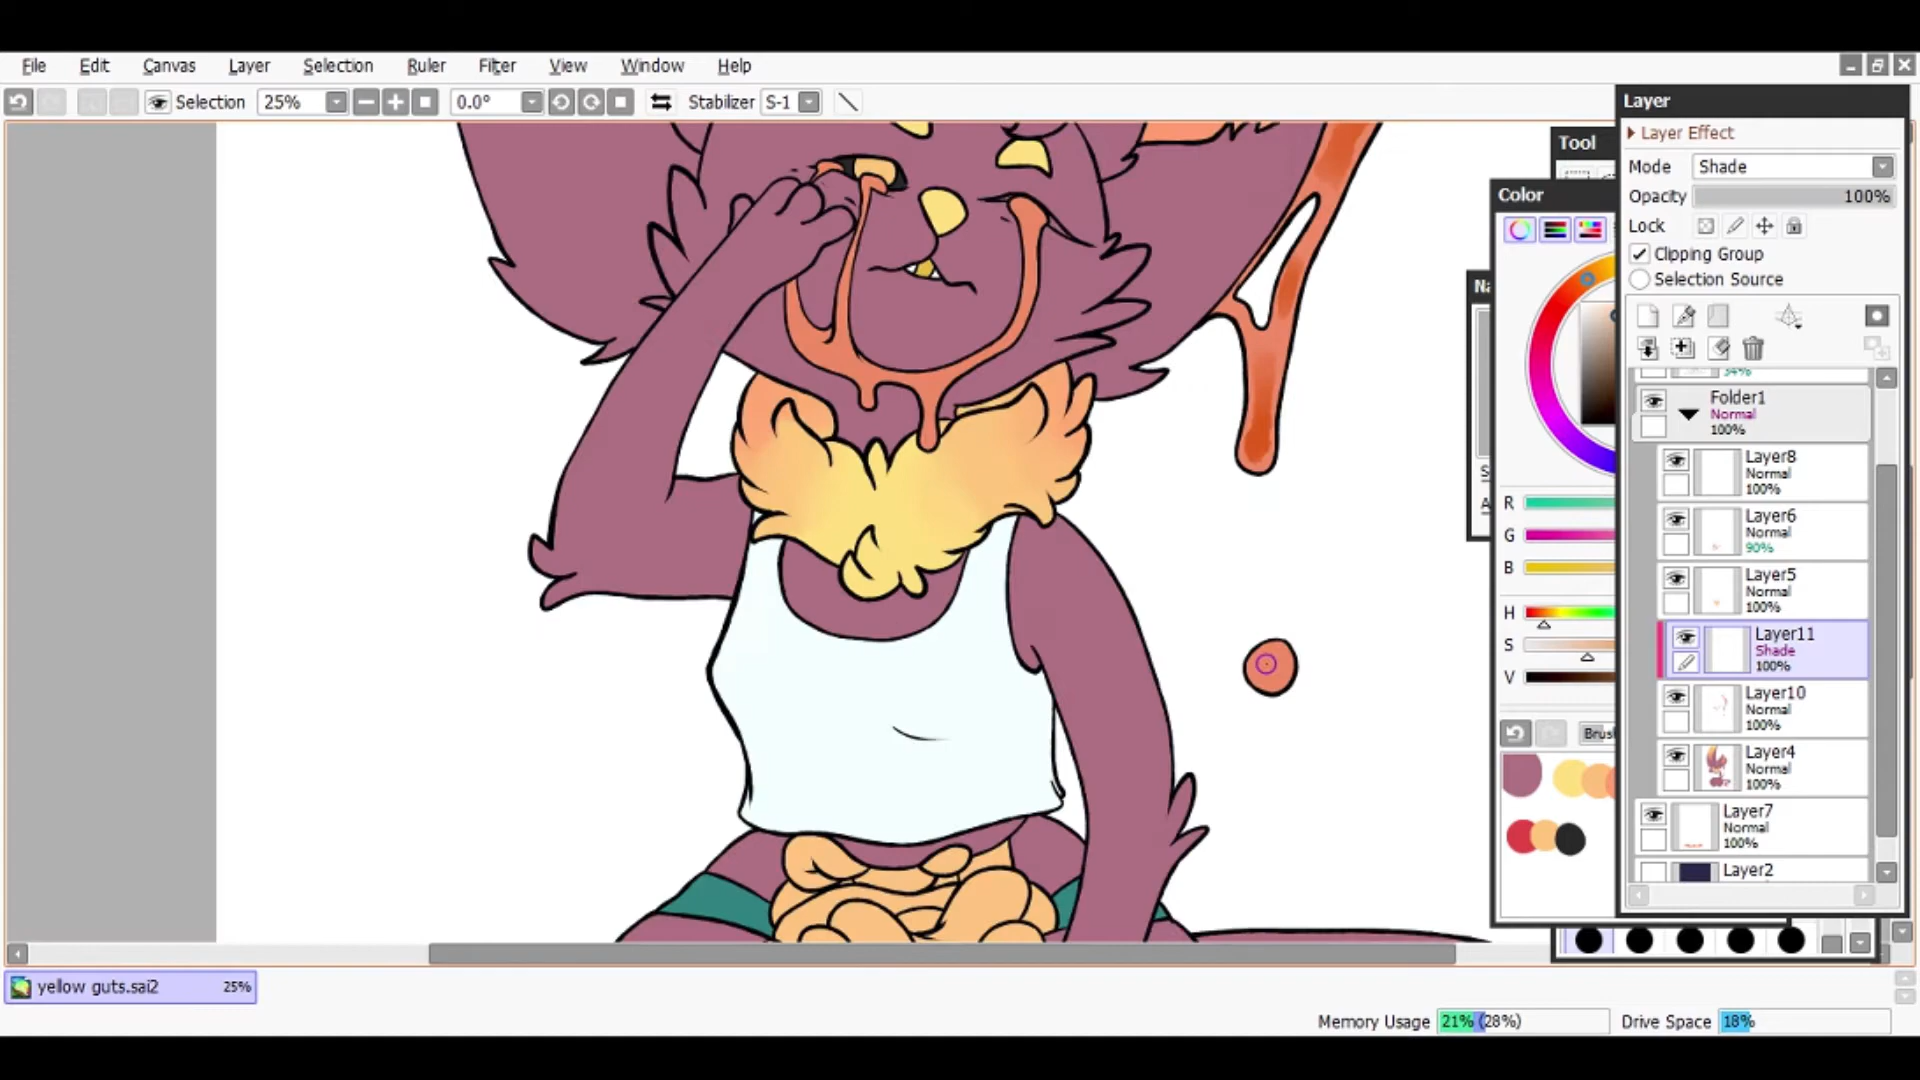 File Edit Canvas Layer Selection Ruler Filter View Window Help
Selection 25% 0.0° Stabilizer S-1
Layer
Layer Effect
Mode Shade
Opacity 100%
Lock
Clipping Group
Selection Source
34%
Folder1
Normal
100%
Layer8
Normal
100%
Layer6
Normal
90%
Layer5
Normal
100%
Layer11
Shade
100%
Layer10
Normal
100%
Layer4
Normal
100%
Layer7
Normal
100%
Layer2
Tool
Color
R
G
B
H
S
V
yellow guts.sai2 25%
Memory Usage 21% (28%) Drive Space 18%